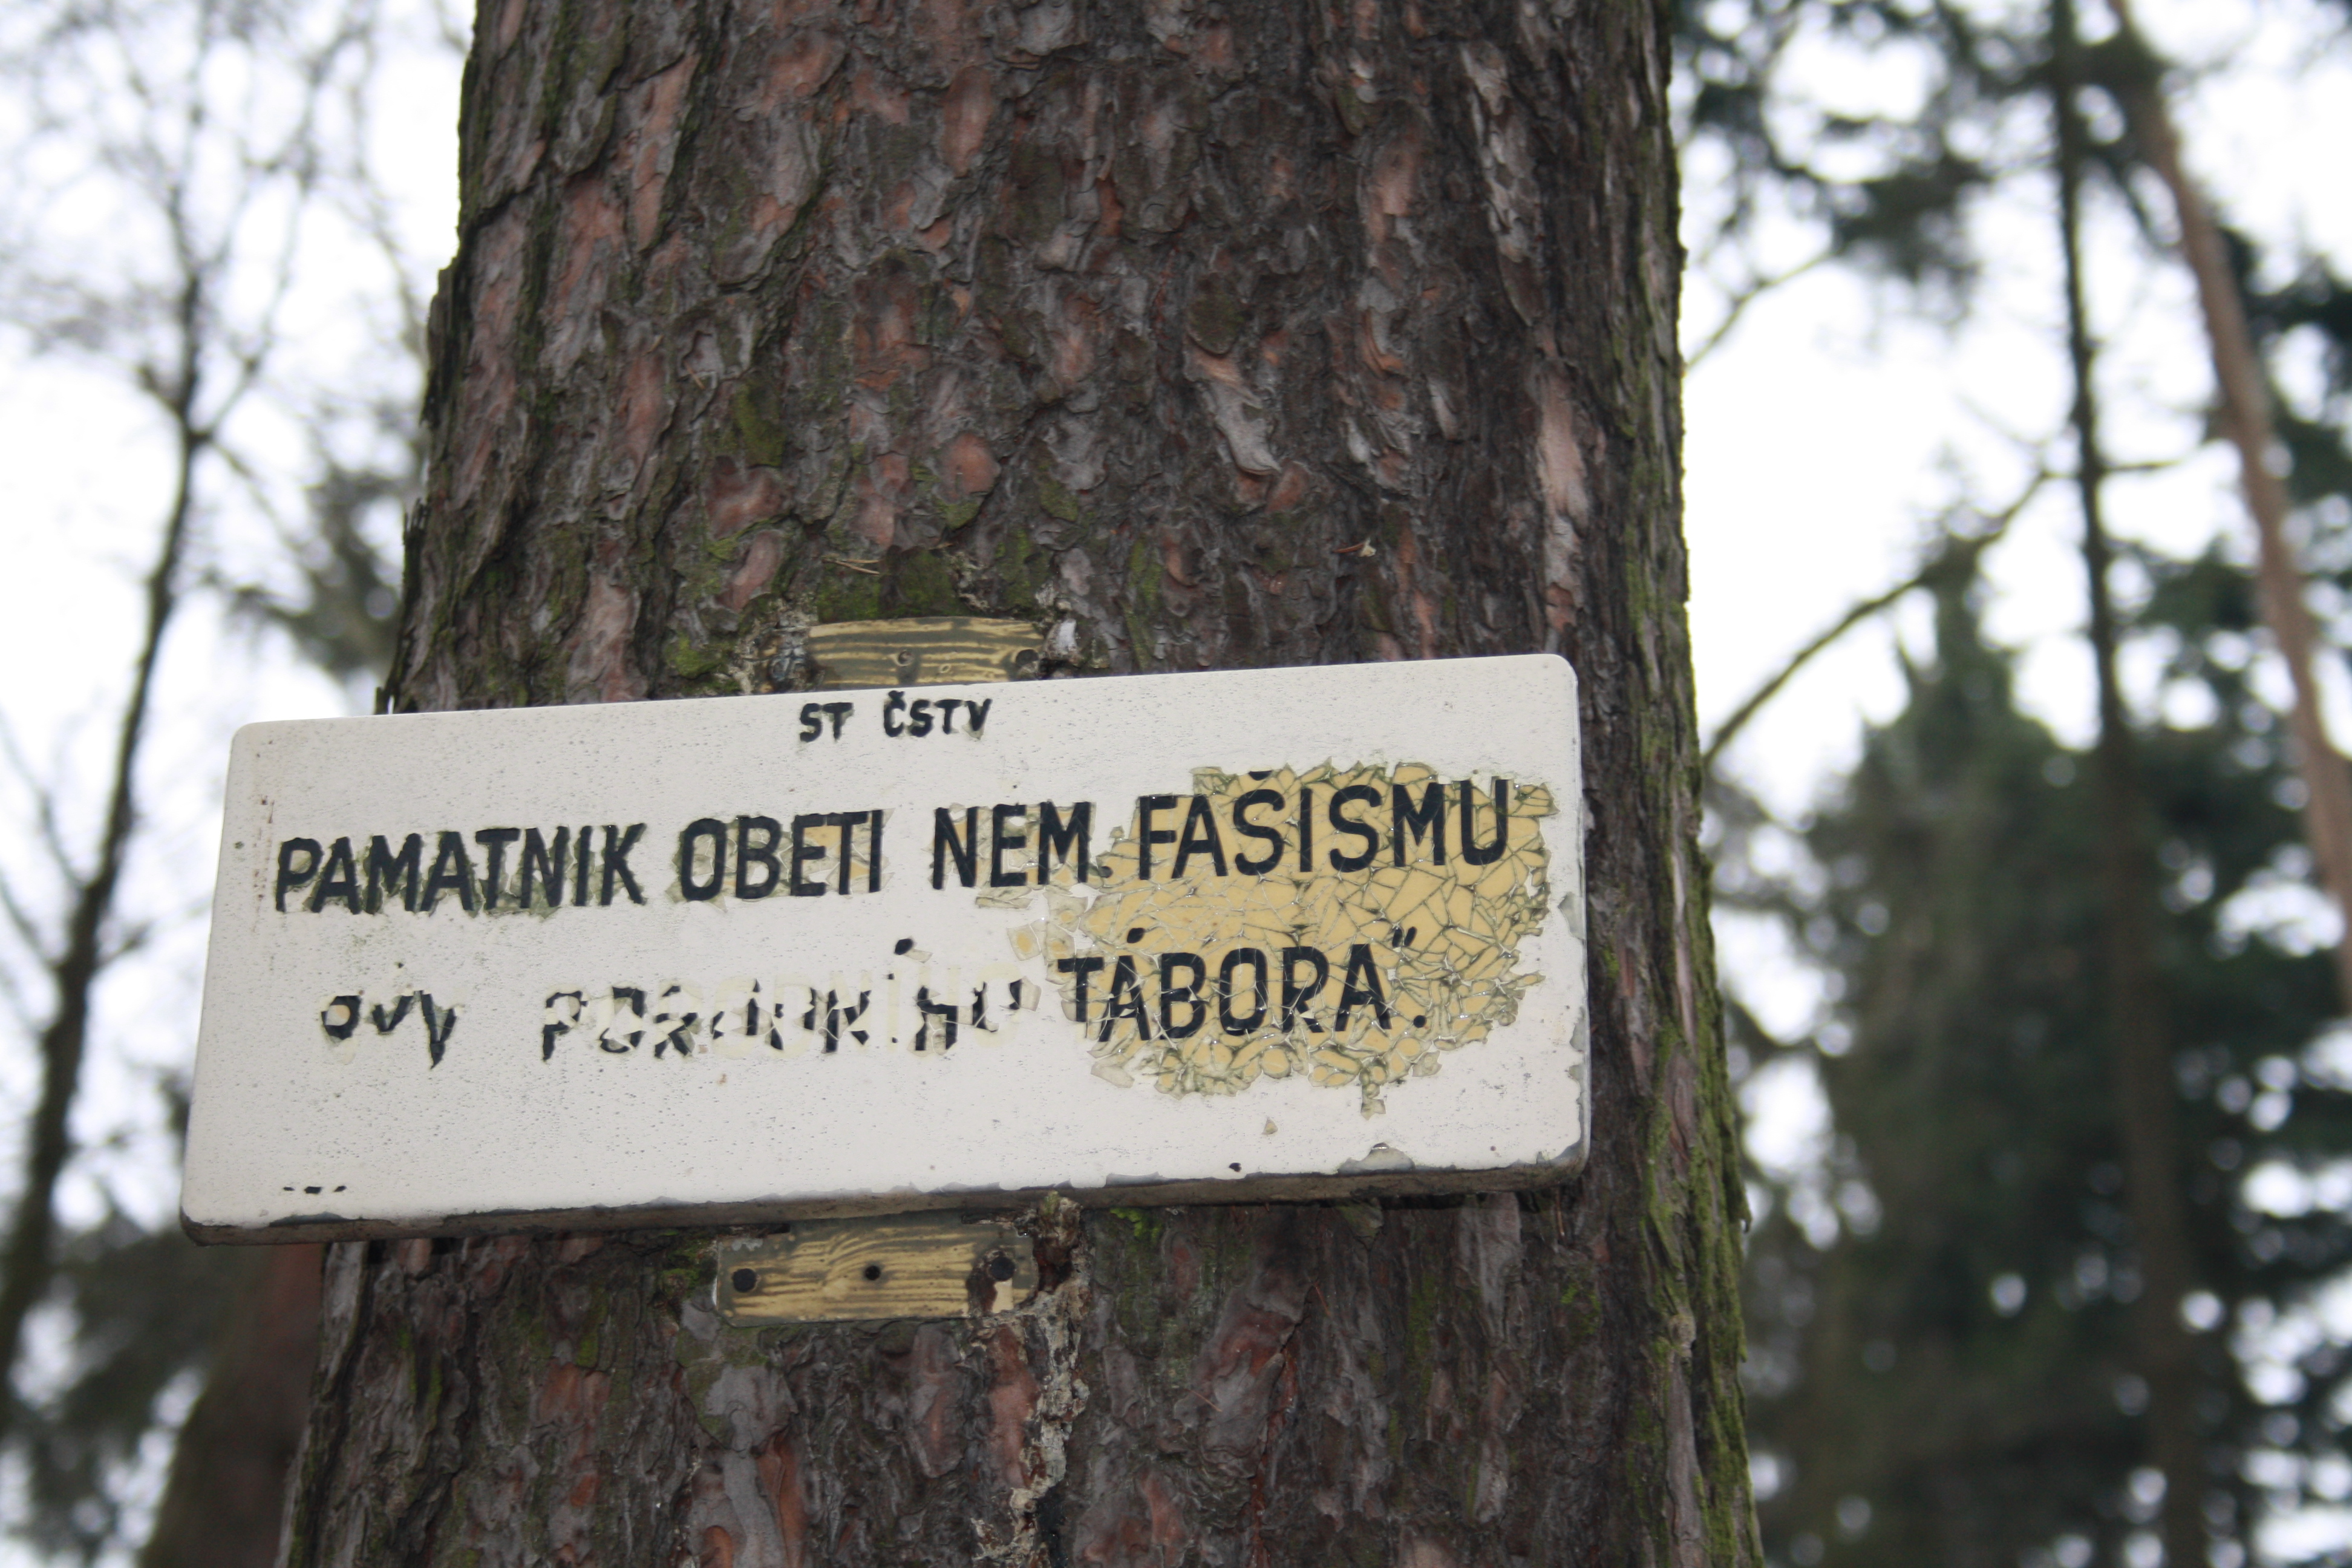 ST ČSTV
PAMATNIK OBETI NEM. FAŠISMU
TÁBORA".